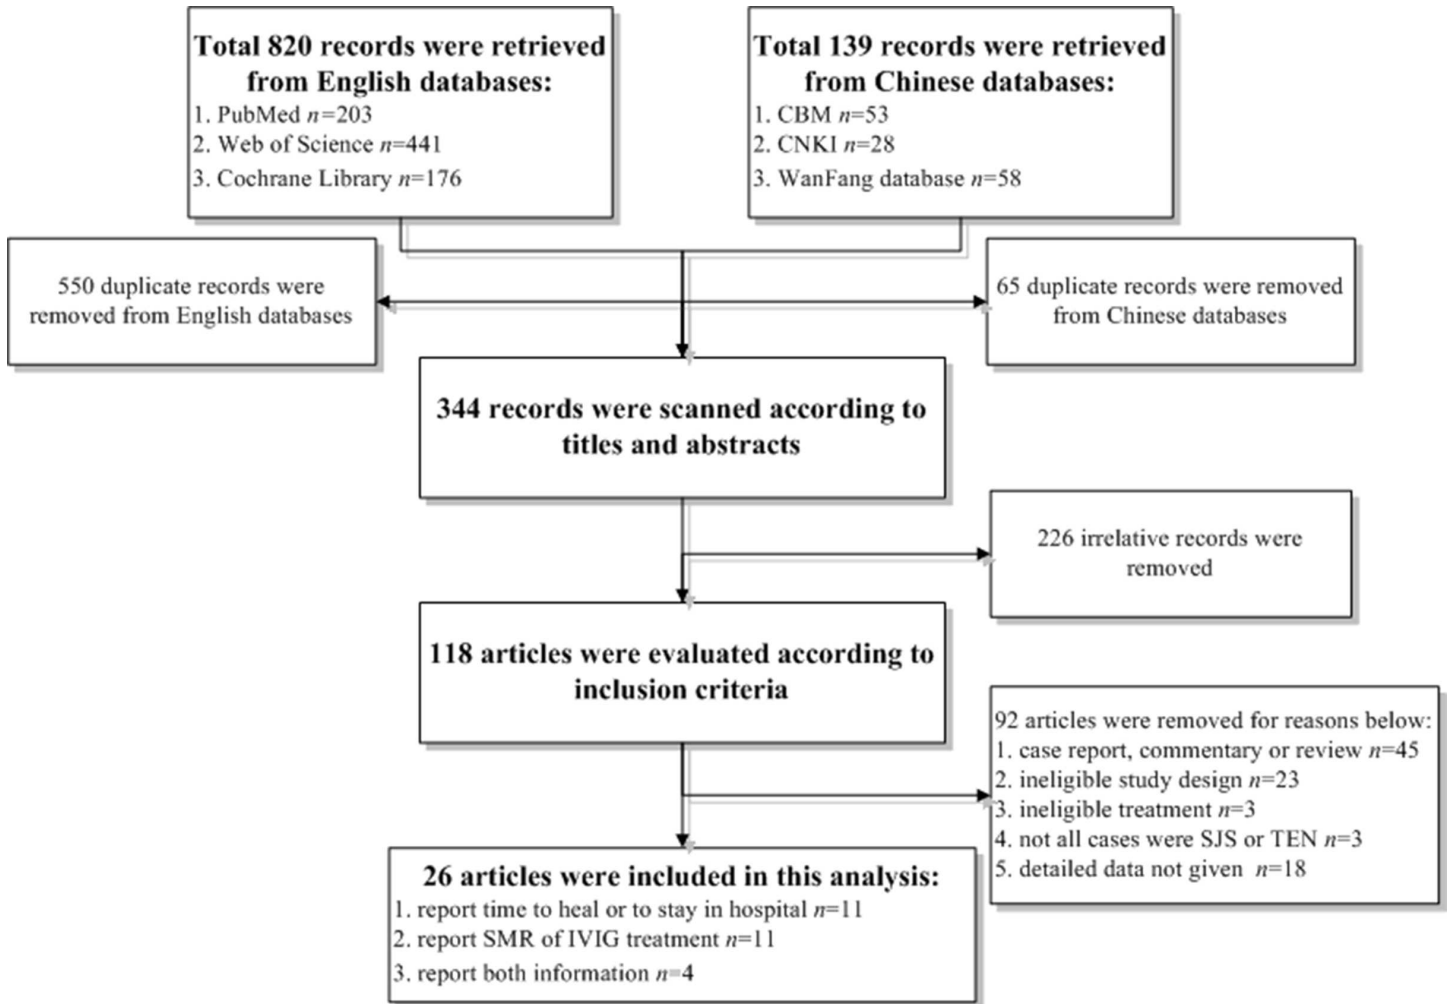 Total 820 records were retrieved
from English databases:
1. PubMed n=203
2. Web of Science n=441
3. Cochrane Library n=176
Total 139 records were retrieved
from Chinese databases:
1. CBM n=53
2. CNKI n=28
3. WanFang database n=58
550 duplicate records were
removed from English databases
65 duplicate records were removed
from Chinese databases
344 records were scanned according to
titles and abstracts
226 irrelative records were
removed
118 articles were evaluated according to
inclusion criteria
92 articles were removed for reasons below:
1. case report, commentary or review n=45
2. ineligible study design n=23
3. ineligible treatment n=3
4. not all cases were SJS or TEN n=3
5. detailed data not given n=18
26 articles were included in this analysis:
1. report time to heal or to stay in hospital n=11
2. report SMR of IVIG treatment n=11
3. report both information n=4